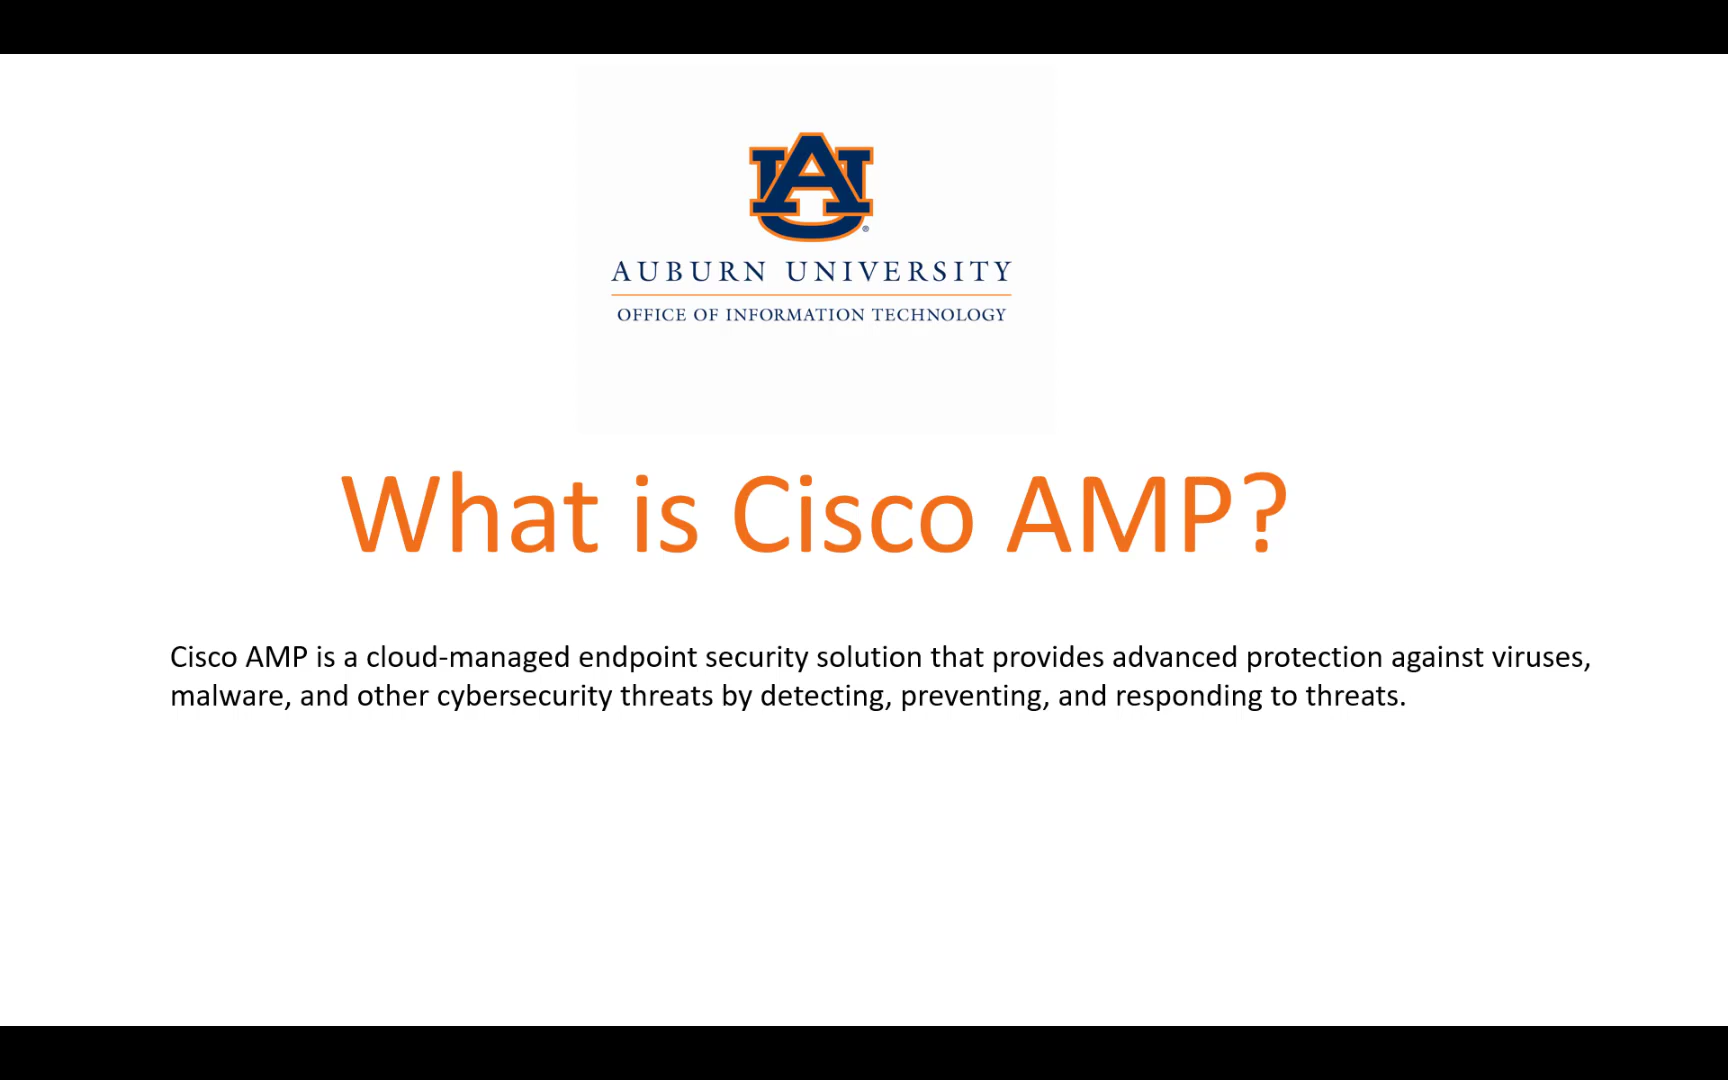 AU®
AUBURN UNIVERSITY
OFFICE OF INFORMATION TECHNOLOGY
What is Cisco AMP?
Cisco AMP is a cloud-managed endpoint security solution that provides advanced protection against viruses,
malware, and other cybersecurity threats by detecting, preventing, and responding to threats.